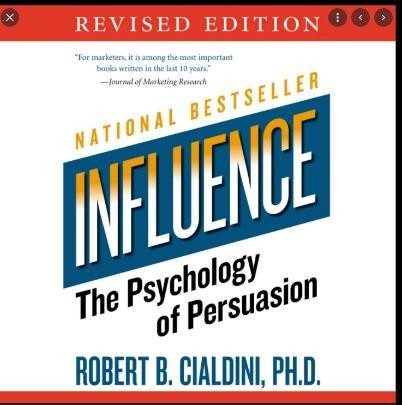 REVISED EDITION
"For marketers, it is among the most important
books written in the last 10 years."
—Journal of Marketing Research
NATIONAL BESTSELLER
INFLUENCE
The Psychology
of Persuasion
ROBERT B. CIALDINI, PH.D.